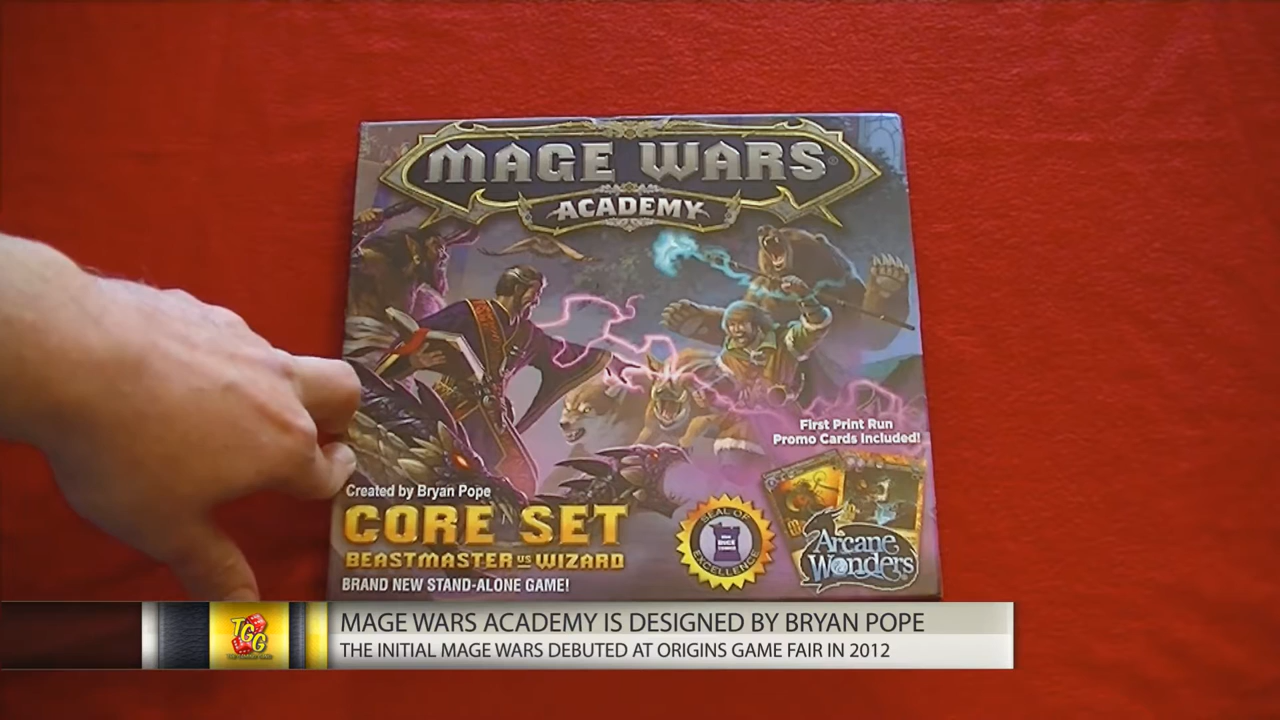 MAGE WARS®
ACADEMY
First Print Run
Promo Cards Included!
Created by Bryan Pope
CORE SET
BEASTMASTER VS WIZARD
BRAND NEW STAND-ALONE GAME!
SEAL OF
DICE
TOWER
EXCELLENCE
Arcane
Wonders
TGG
MAGE WARS ACADEMY IS DESIGNED BY BRYAN POPE
THE INITIAL MAGE WARS DEBUTED AT ORIGINS GAME FAIR IN 2012